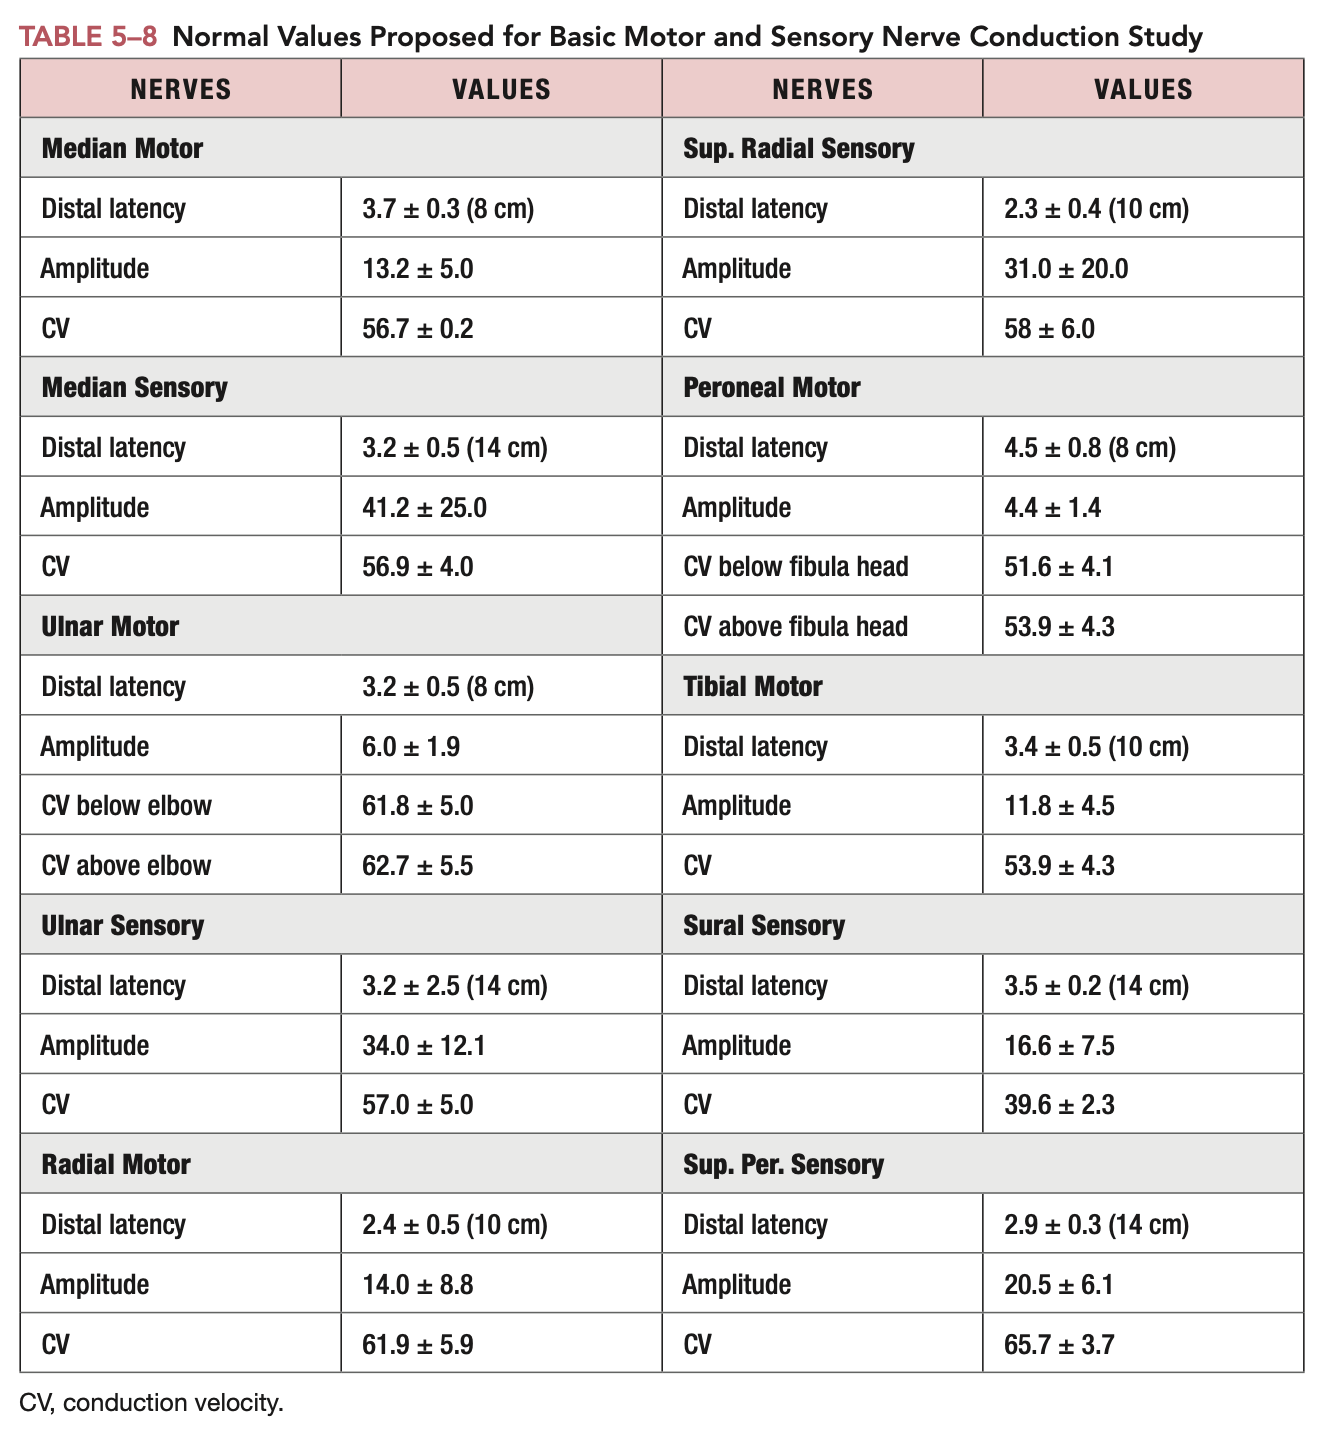 TABLE 5–8 Normal Values Proposed for Basic Motor and Sensory Nerve Conduction Study
NERVES VALUES NERVES VALUES
Median Motor Sup. Radial Sensory
Distal latency 3.7 ± 0.3 (8 cm) Distal latency 2.3 ± 0.4 (10 cm)
Amplitude 13.2 ± 5.0 Amplitude 31.0 ± 20.0
CV 56.7 ± 0.2 CV 58 ± 6.0
Median Sensory Peroneal Motor
Distal latency 3.2 ± 0.5 (14 cm) Distal latency 4.5 ± 0.8 (8 cm)
Amplitude 41.2 ± 25.0 Amplitude 4.4 ± 1.4
CV 56.9 ± 4.0 CV below fibula head 51.6 ± 4.1
Ulnar Motor CV above fibula head 53.9 ± 4.3
Distal latency 3.2 ± 0.5 (8 cm) Tibial Motor
Amplitude 6.0 ± 1.9 Distal latency 3.4 ± 0.5 (10 cm)
CV below elbow 61.8 ± 5.0 Amplitude 11.8 ± 4.5
CV above elbow 62.7 ± 5.5 CV 53.9 ± 4.3
Ulnar Sensory Sural Sensory
Distal latency 3.2 ± 2.5 (14 cm) Distal latency 3.5 ± 0.2 (14 cm)
Amplitude 34.0 ± 12.1 Amplitude 16.6 ± 7.5
CV 57.0 ± 5.0 CV 39.6 ± 2.3
Radial Motor Sup. Per. Sensory
Distal latency 2.4 ± 0.5 (10 cm) Distal latency 2.9 ± 0.3 (14 cm)
Amplitude 14.0 ± 8.8 Amplitude 20.5 ± 6.1
CV 61.9 ± 5.9 CV 65.7 ± 3.7
CV, conduction velocity.